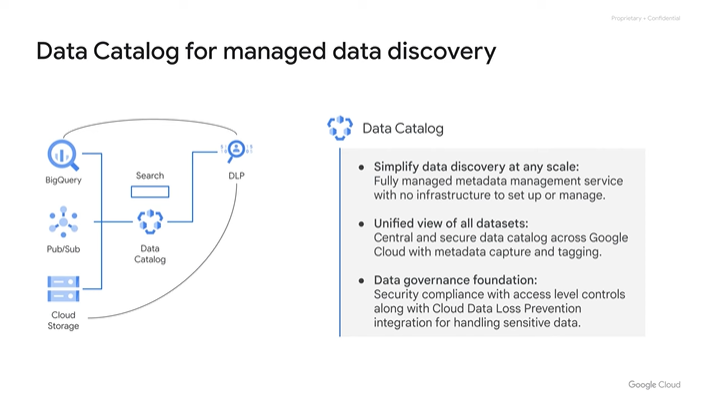 Proprietary + Confidential
Data Catalog for managed data discovery
BigQuery
Search
DLP
Pub/Sub
Data
Catalog
Cloud
Storage
Data Catalog
● Simplify data discovery at any scale:
Fully managed metadata management service
with no infrastructure to set up or manage.
● Unified view of all datasets:
Central and secure data catalog across Google
Cloud with metadata capture and tagging.
● Data governance foundation:
Security compliance with access level controls
along with Cloud Data Loss Prevention
integration for handling sensitive data.
Google Cloud